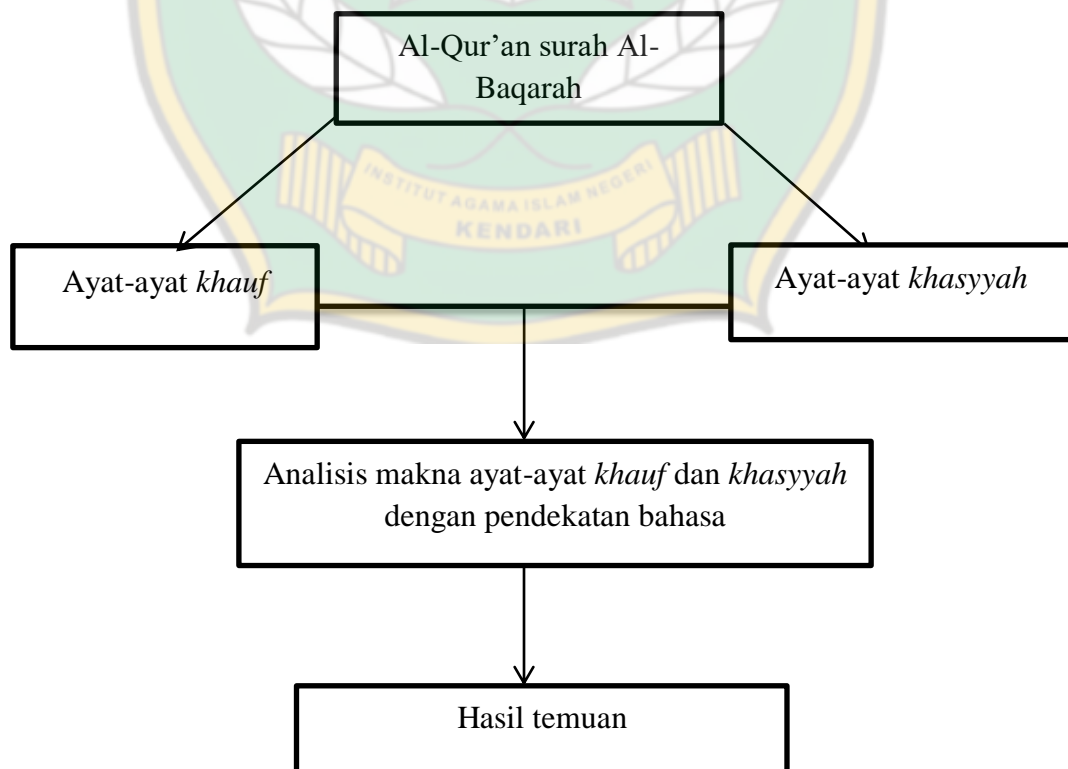 Al-Qur’an surah Al-
Baqarah
INSTITUT AGAMA ISLAM NEGERI
KENDARI
Ayat-ayat khauf
Ayat-ayat khasyyah
Analisis makna ayat-ayat khauf dan khasyyah
dengan pendekatan bahasa
Hasil temuan